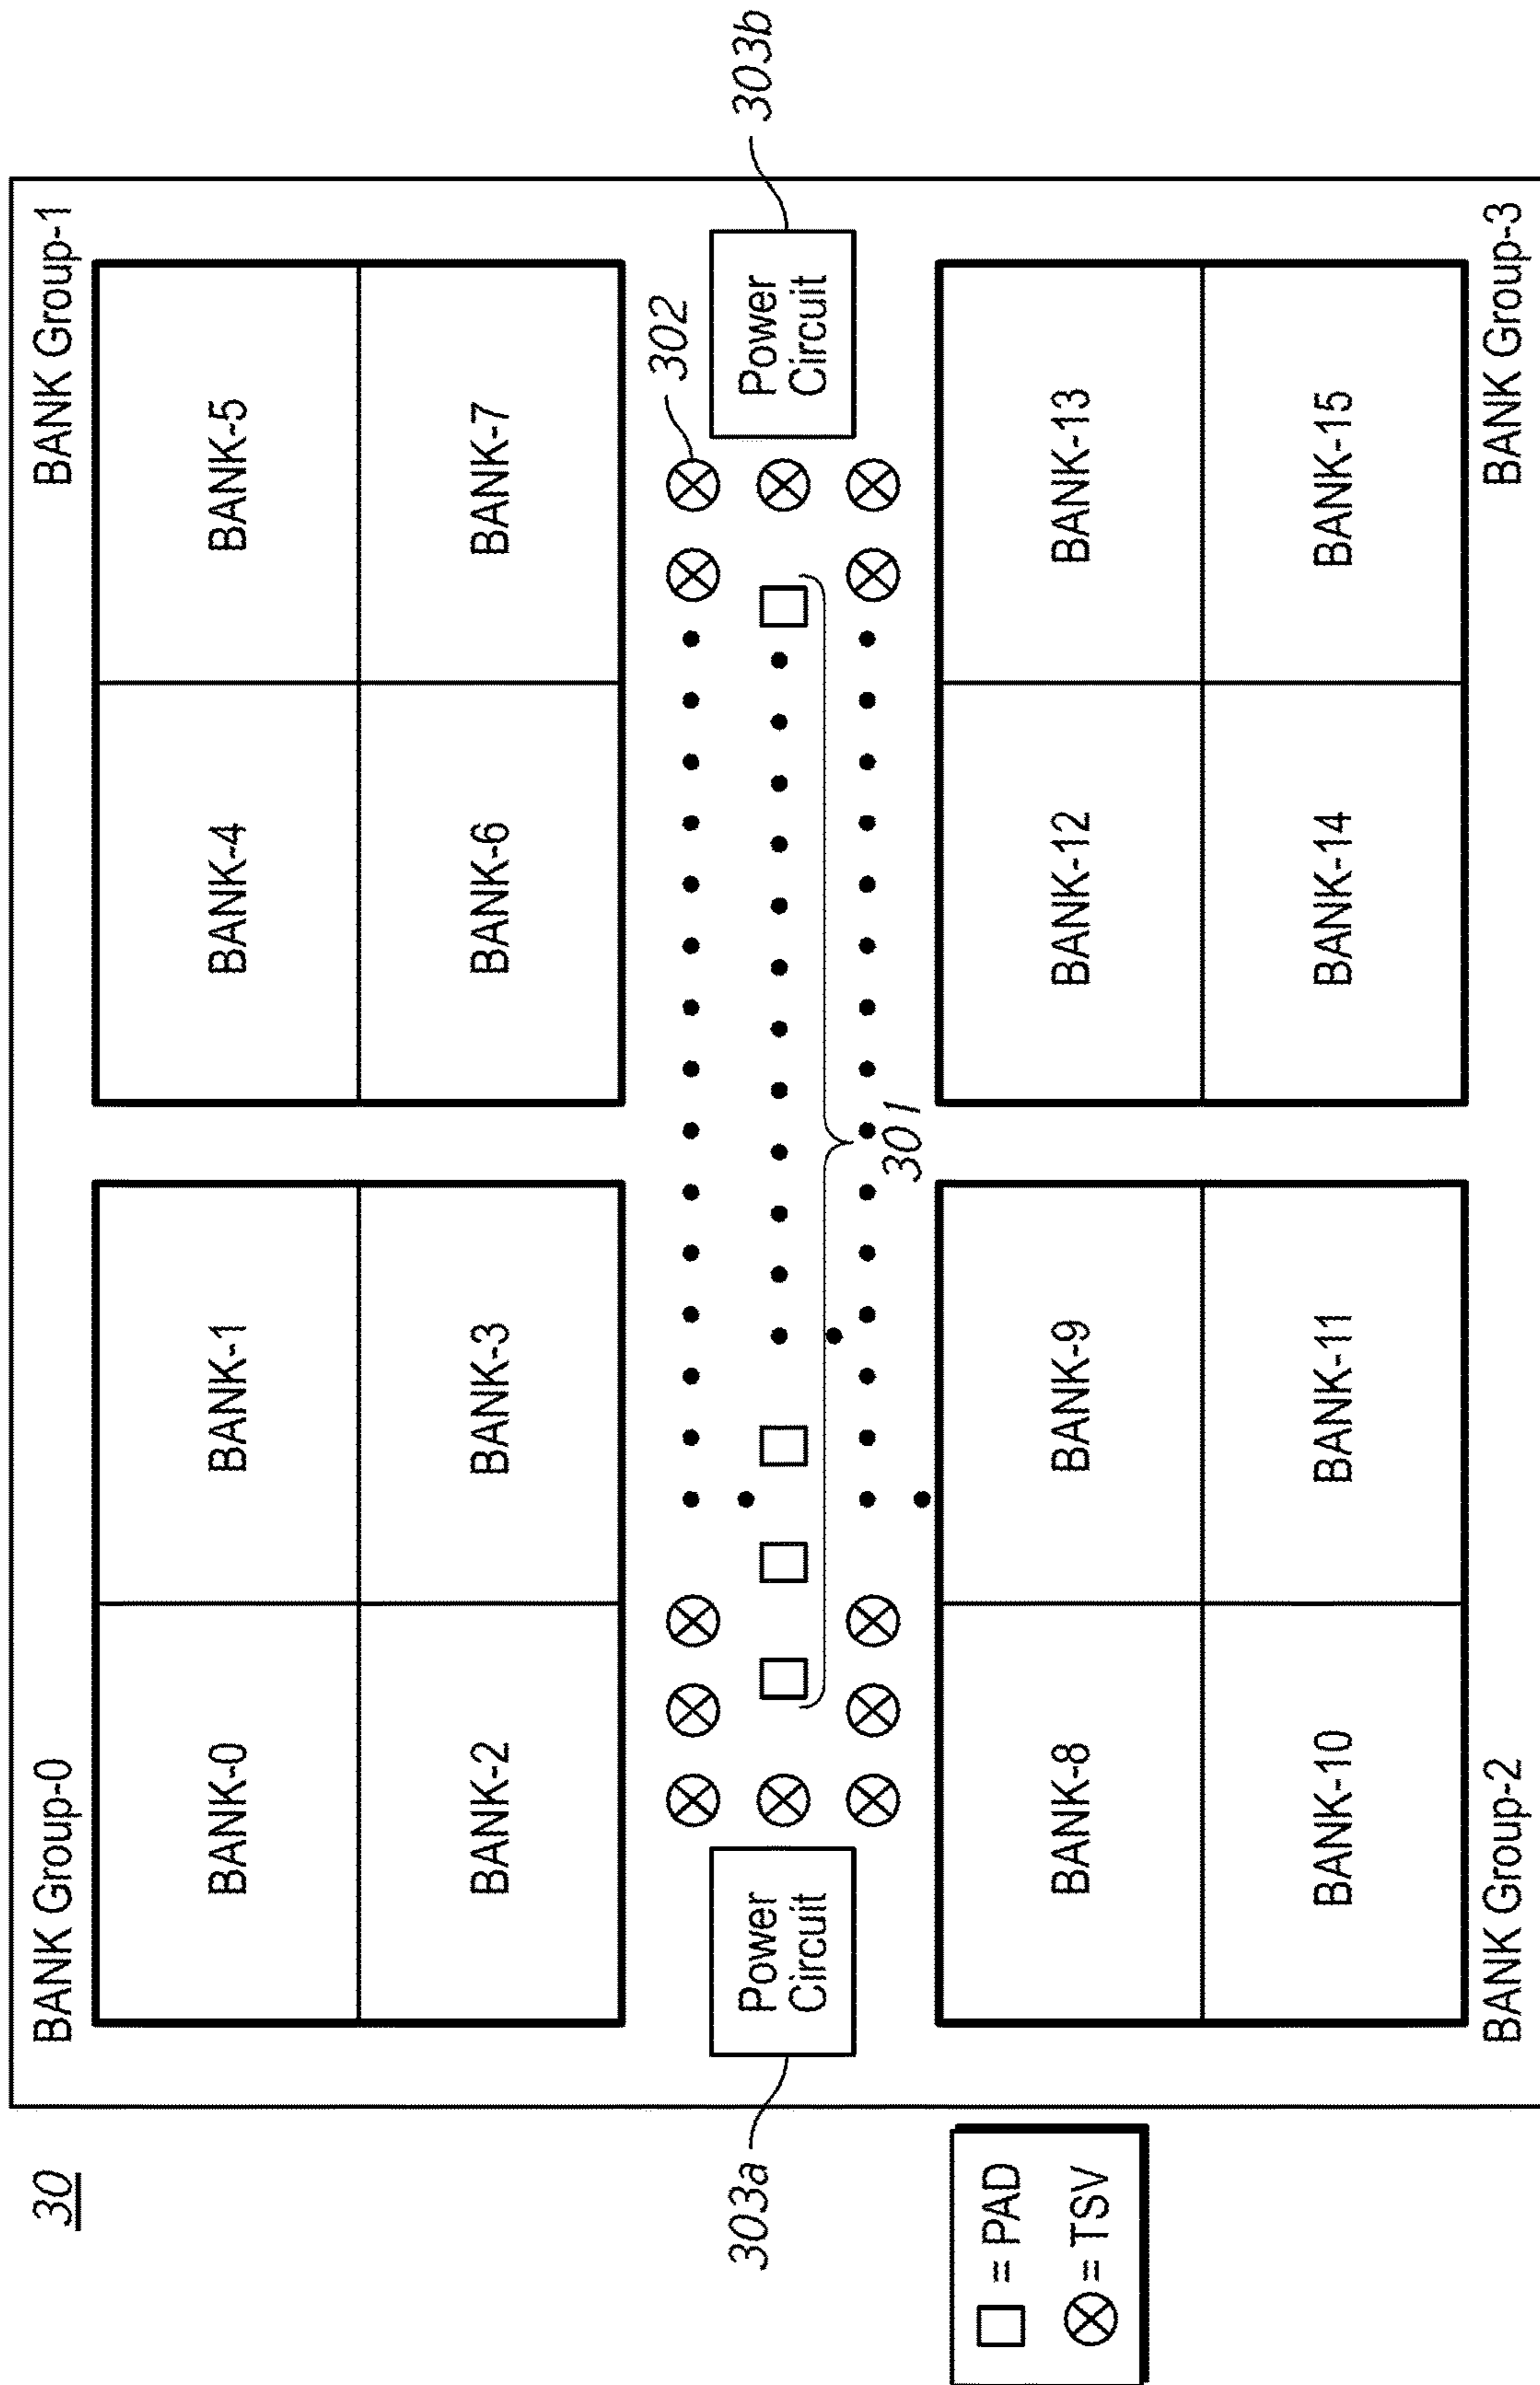 30
BANK Group-0
BANK Group-1
BANK-0
BANK-1
BANK-4
BANK-5
BANK-2
BANK-3
BANK-6
BANK-7
302
303a
Power
Circuit
301
Power
Circuit
303b
BANK-8
BANK-9
BANK-12
BANK-13
BANK-10
BANK-11
BANK-14
BANK-15
BANK Group-2
BANK Group-3
= PAD
= TSV